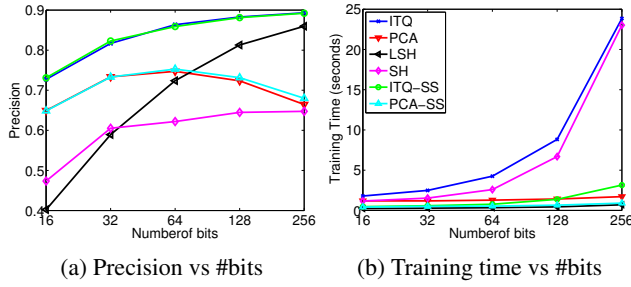 0.9
0.8
0.7
0.6
0.5
0.4
Precision
16 32 64 128 256
Numberof bits
(a) Precision vs #bits
25
20
15
10
5
0
Training Time (seconds)
ITQ
PCA
LSH
SH
ITQ-SS
PCA-SS
16 32 64 128 256
Numberof bits
(b) Training time vs #bits